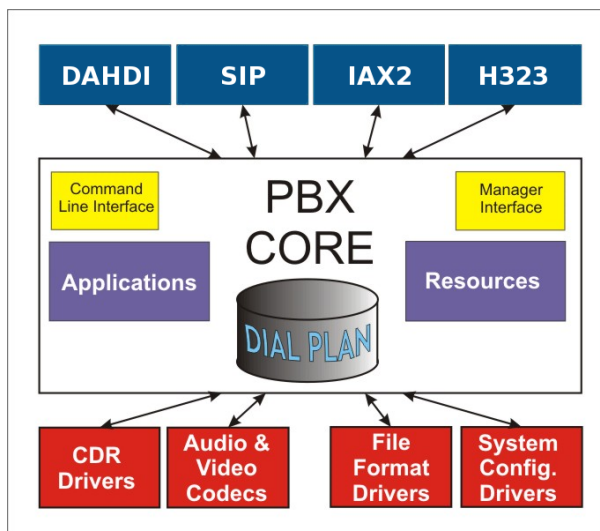 DAHDI
SIP
IAX2
H323
Command
Line Interface
PBX
CORE
Manager
Interface
Applications
Resources
DIAL PLAN
CDR
Drivers
Audio &
Video
Codecs
File
Format
Drivers
System
Config.
Drivers